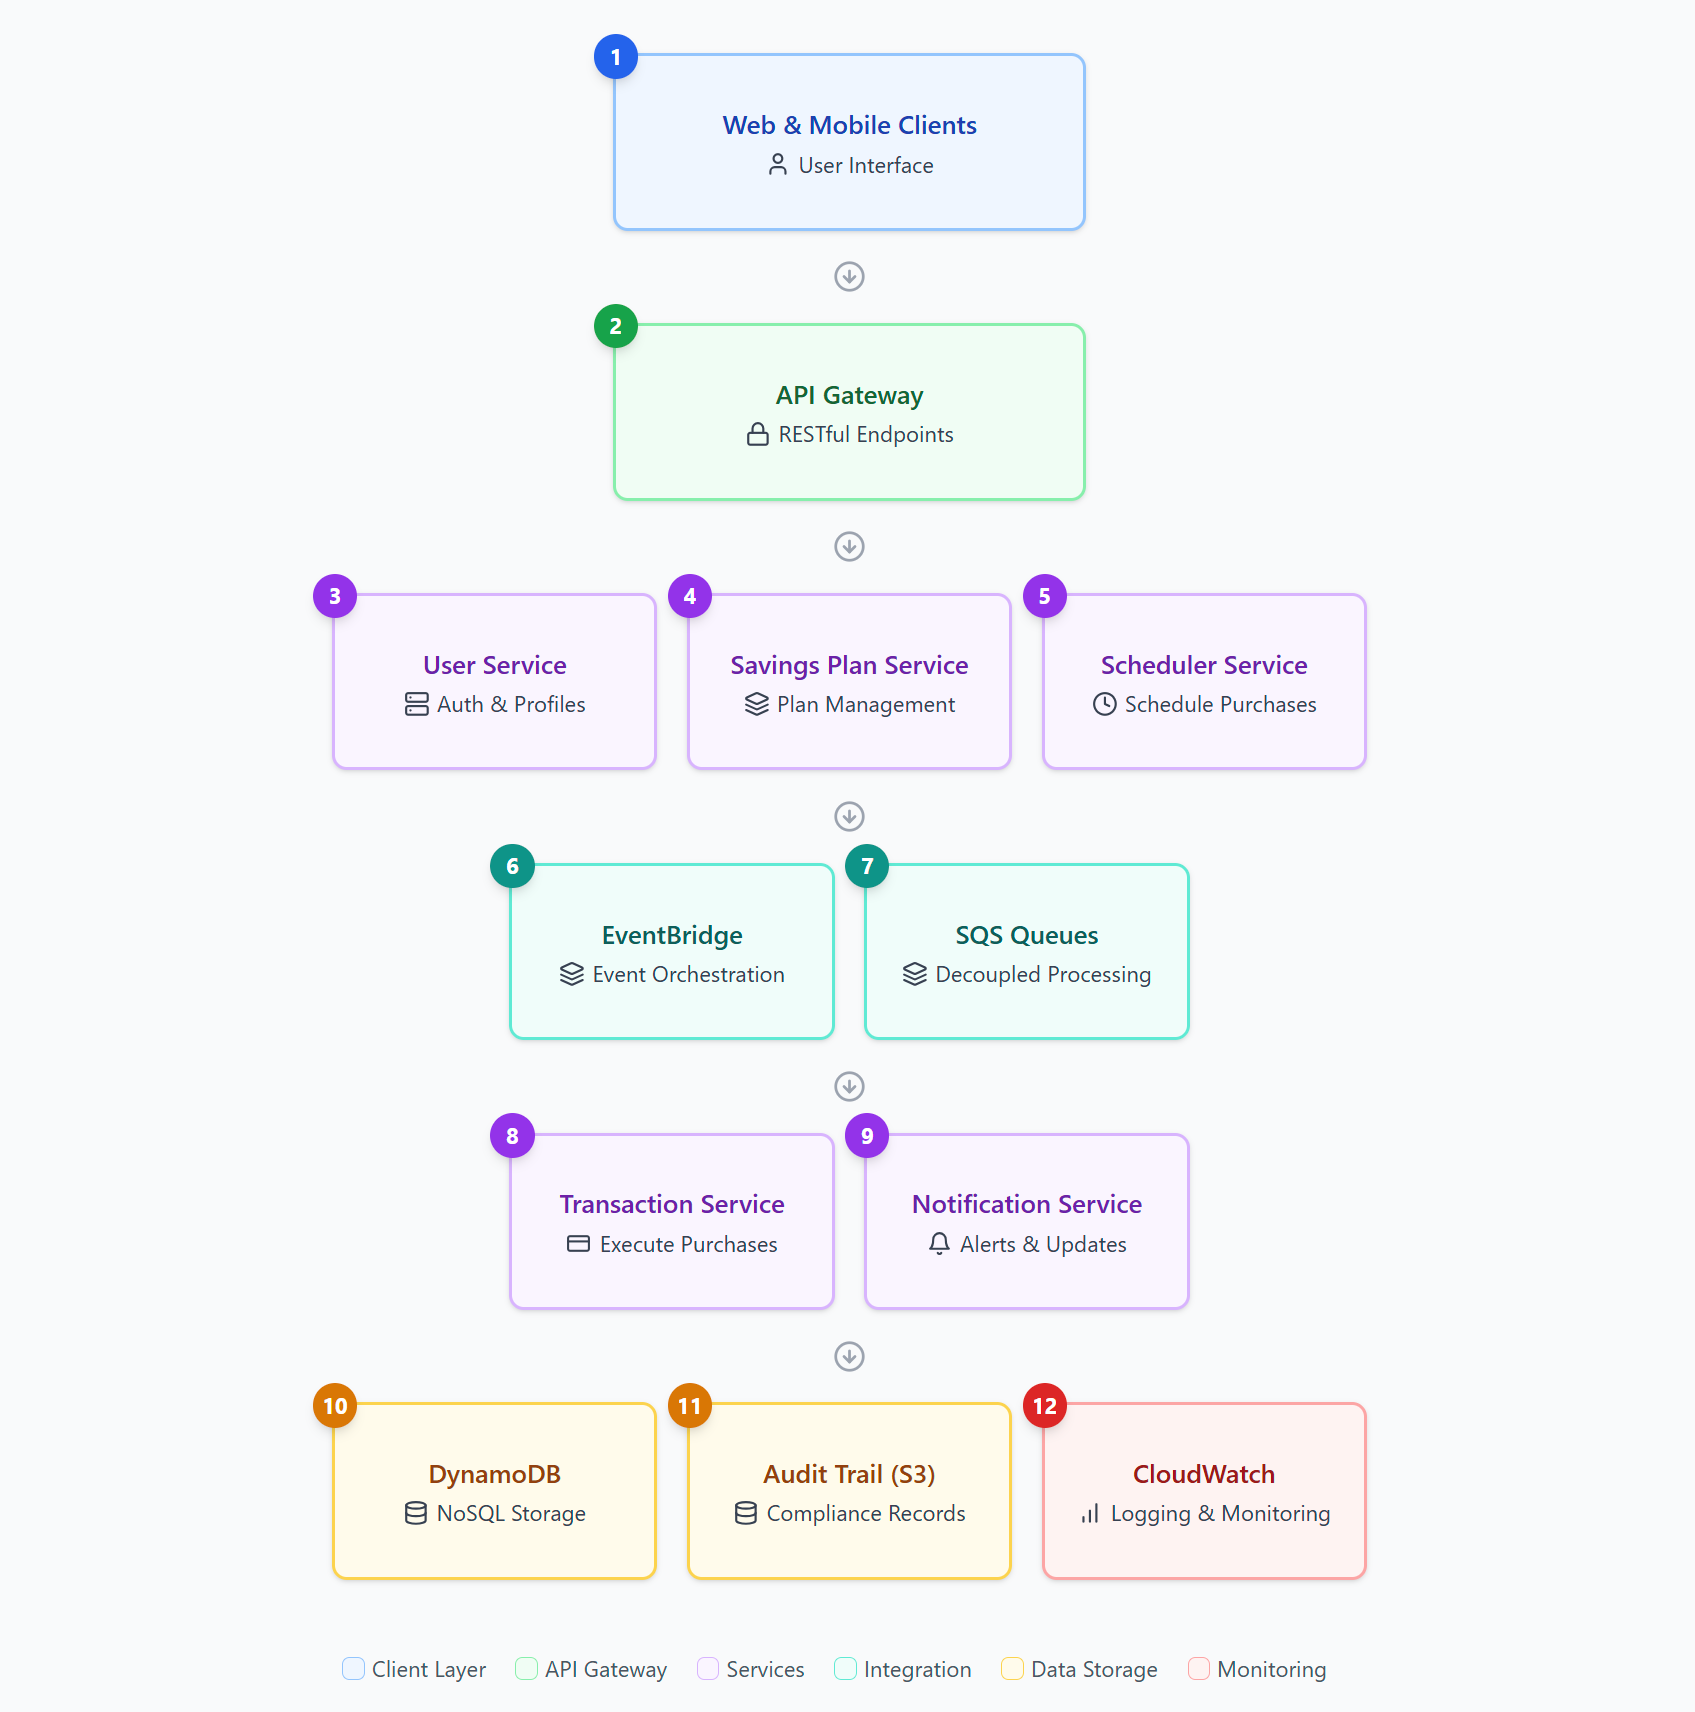 1
Web & Mobile Clients
User Interface
2
API Gateway
RESTful Endpoints
3
User Service
Auth & Profiles
4
Savings Plan Service
Plan Management
5
Scheduler Service
Schedule Purchases
6
EventBridge
Event Orchestration
7
SQS Queues
Decoupled Processing
8
Transaction Service
Execute Purchases
9
Notification Service
Alerts & Updates
10
DynamoDB
NoSQL Storage
11
Audit Trail (S3)
Compliance Records
12
CloudWatch
Logging & Monitoring
Client Layer
API Gateway
Services
Integration
Data Storage
Monitoring